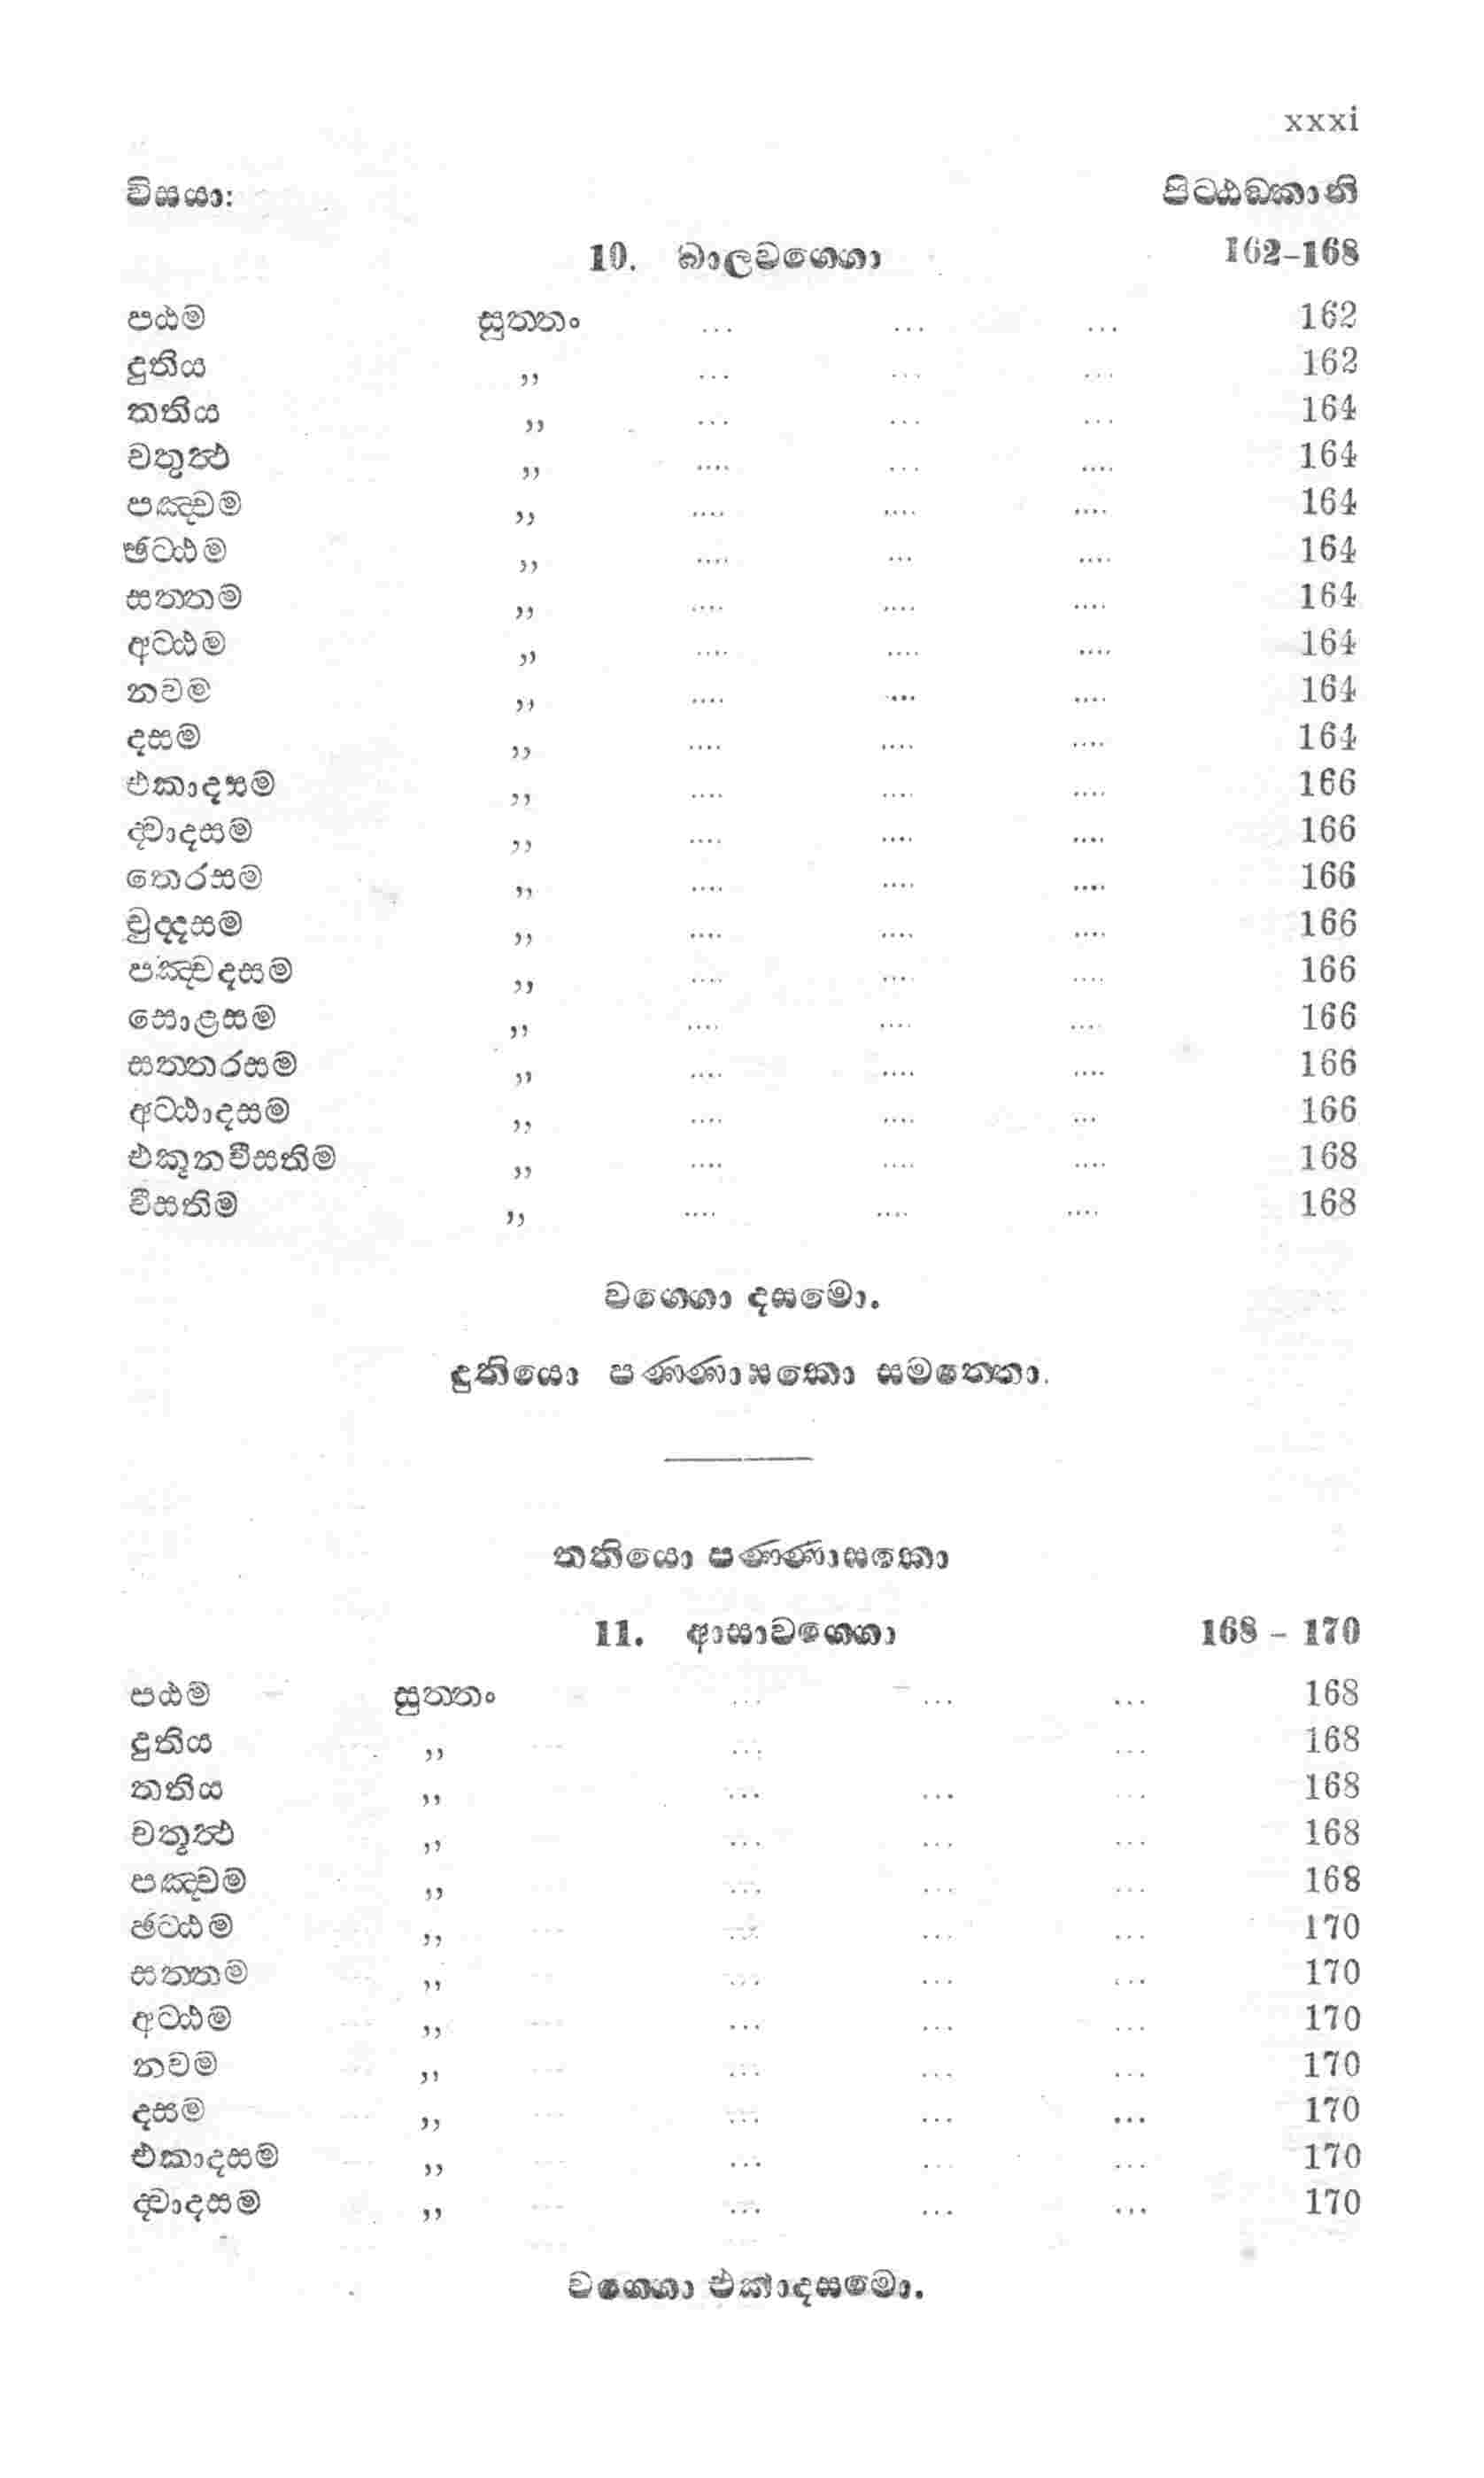 xxxi
විසයා: පිටඨඞකානි
10. බාලවගෙගා 162–168
පඨම සුතතං ... ... ... 162
දුතිය ,, ... ... ... 162
තතිය ,, ... ... ... 164
චතුත්‍ථ ,, .... ... .... 164
පඤ්චම ,, .... .... .... 164
ඡට්ඨම ,, .... ... .... 164
සත්‍තම ,, .... .... .... 164
අට්ඨම ,, .... .... .... 164
නවම ,, .... .... .... 164
දසම ,, .... .... .... 164
එකාදසම ,, .... .... .... 166
ද්‍වාදසම ,, .... .... .... 166
තෙරසම ,, .... .... .... 166
චුද්‍දසම ,, .... .... .... 166
පඤ්චදසම ,, .... .... .... 166
සොළසම ,, .... .... .... 166
සත්‍තරසම ,, .... .... .... 166
අට්ඨාදසම ,, .... .... ... 166
එකූනවීසතිම ,, .... .... .... 168
වීසතිම ,, .... .... .... 168
වගෙගා දසමො.
දුතියො පණණාසකො සමතෙතා.
තතියො පණණාසකො
11. ආසාවගෙගා 168 – 170
පඨම සුතතං ... ... ... 168
දුතිය ,, ... ... 168
තතිය ,, ... ... ... 168
චතුත්‍ථ ,, ... ... ... 168
පඤ්චම ,, ... ... ... 168
ඡට්ඨම ,, ... ... ... 170
සත්‍තම ,, ... ... ... 170
අට්ඨම ,, ... ... ... 170
නවම ,, ... ... ... 170
දසම ,, ... ... ... 170
එකාදසම ,, ... ... ... 170
ද්‍වාදසම ,, ... ... ... 170
වගෙගා එකාදසමො.